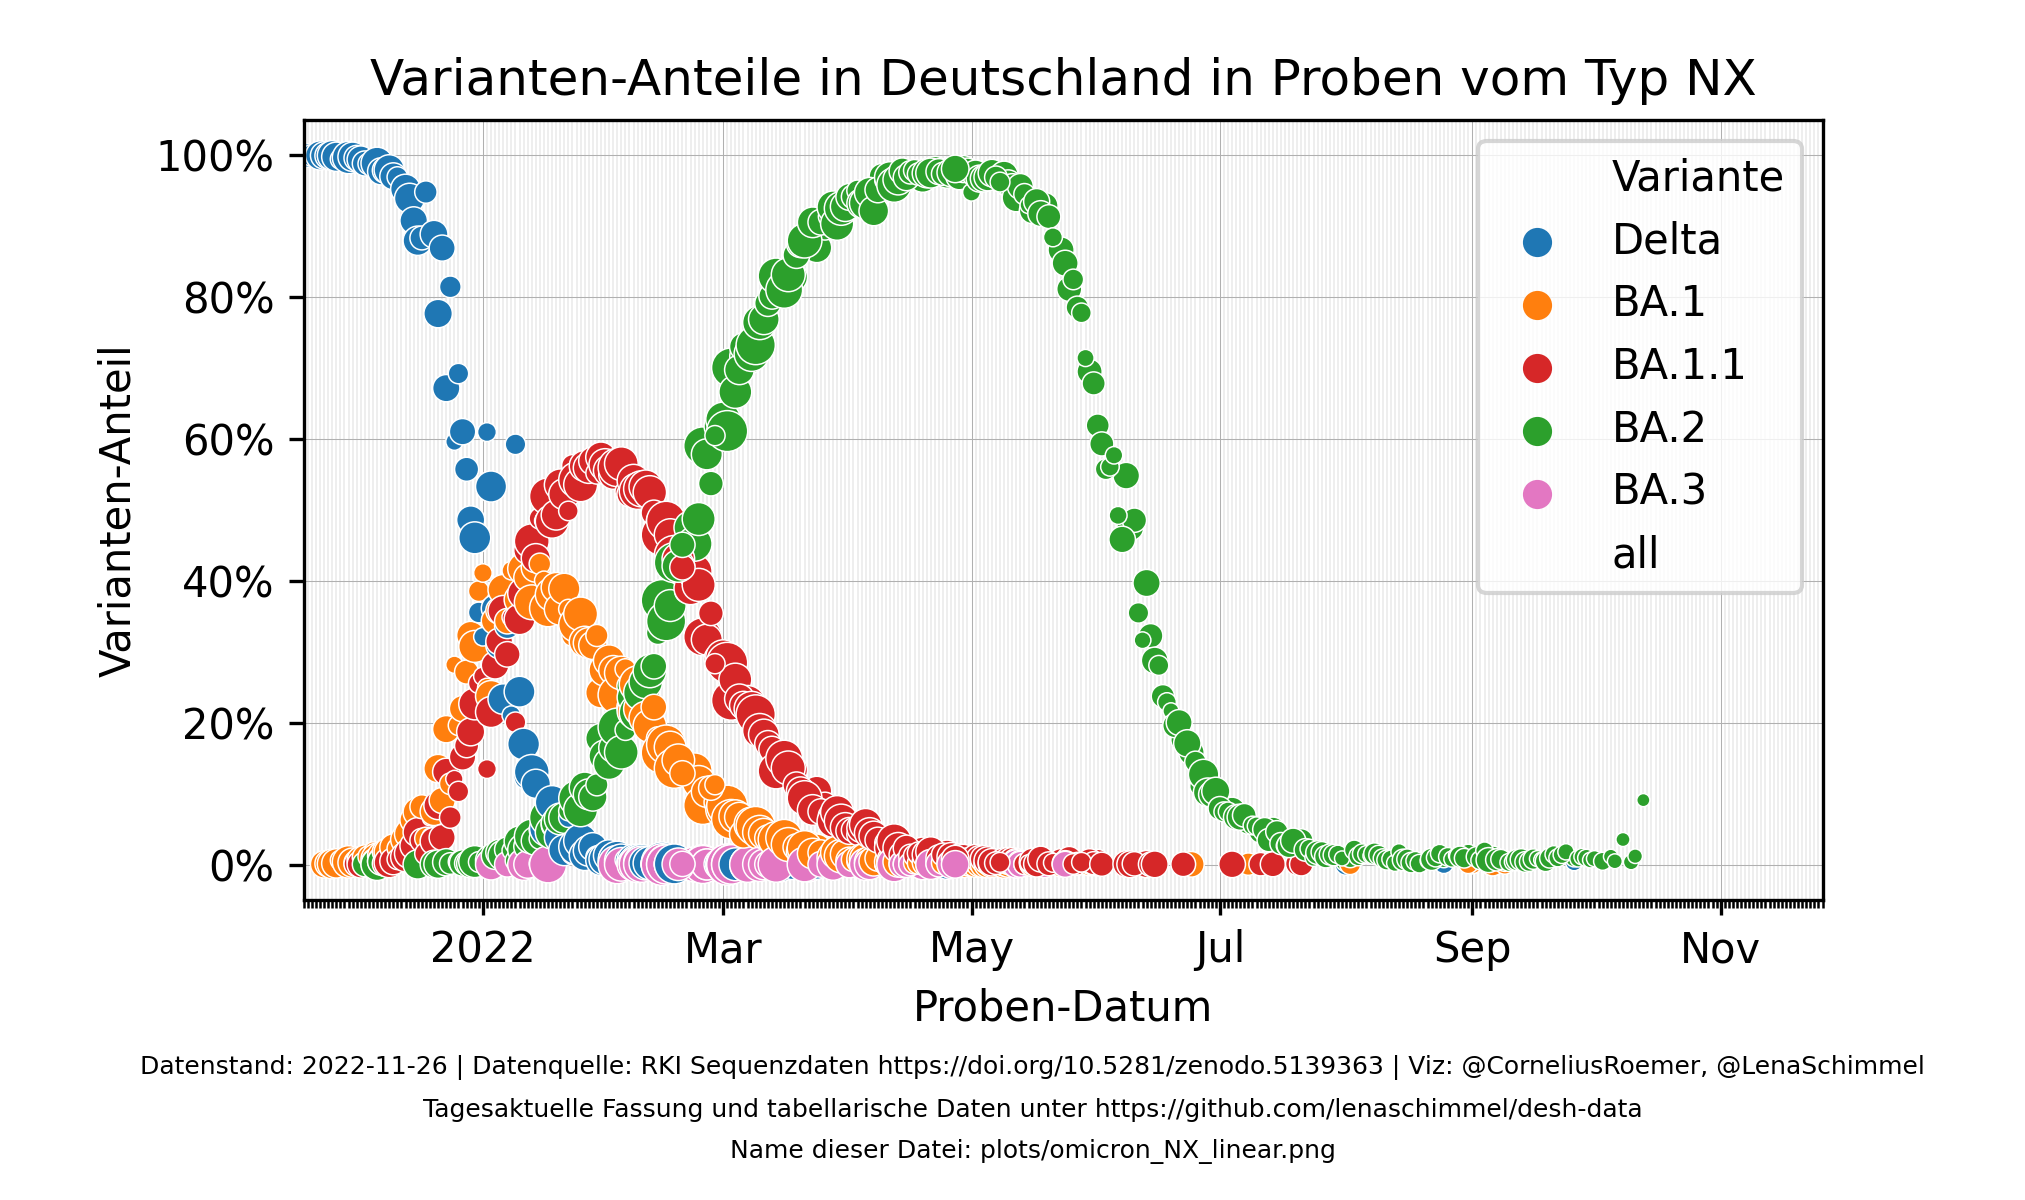 Varianten-Anteile in Deutschland in Proben vom Typ NX
Varianten-Anteil
100%
80%
60%
40%
20%
0%
Variante
Delta
BA.1
BA.1.1
BA.2
BA.3
all
2022
Mar
May
Jul
Sep
Nov
Proben-Datum
Datenstand: 2022-11-26 | Datenquelle: RKI Sequenzdaten https://doi.org/10.5281/zenodo.5139363 | Viz: @CorneliusRoemer, @LenaSchimmel
Tagesaktuelle Fassung und tabellarische Daten unter https://github.com/lenaschimmel/desh-data
Name dieser Datei: plots/omicron_NX_linear.png